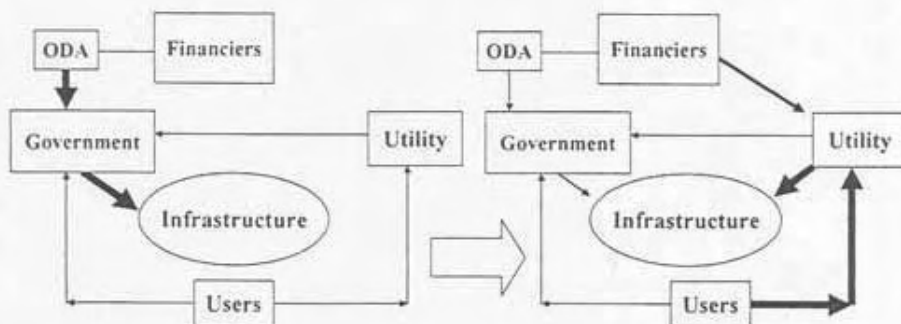 ODA
Financiers
Government
Utility
Infrastructure
Users
ODA
Financiers
Government
Utility
Infrastructure
Users